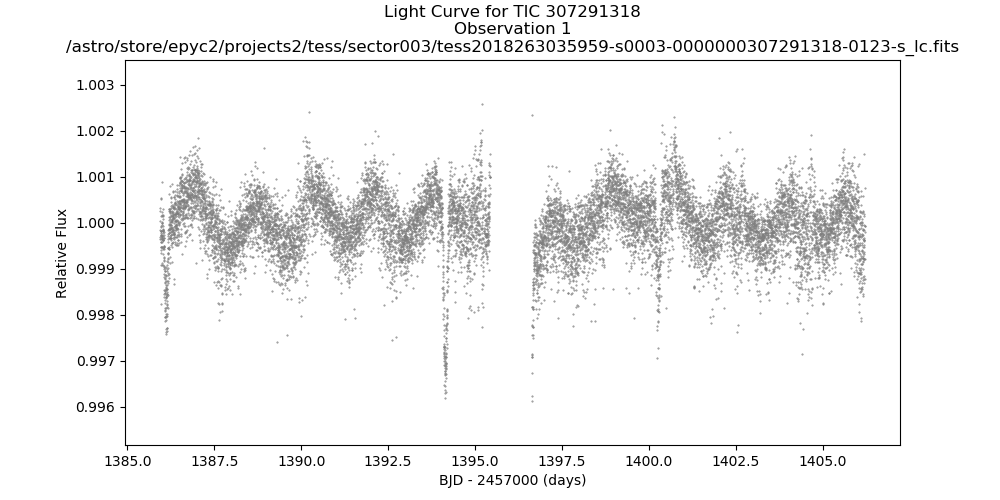 Light Curve for TIC 307291318
Observation 1
/astro/store/epyc2/projects2/tess/sector003/tess2018263035959-s0003-0000000307291318-0123-s_lc.fits
1.003
1.002
1.001
1.000
0.999
0.998
0.997
0.996
Relative Flux
1385.0 1387.5 1390.0 1392.5 1395.0 1397.5 1400.0 1402.5 1405.0
BJD - 2457000 (days)